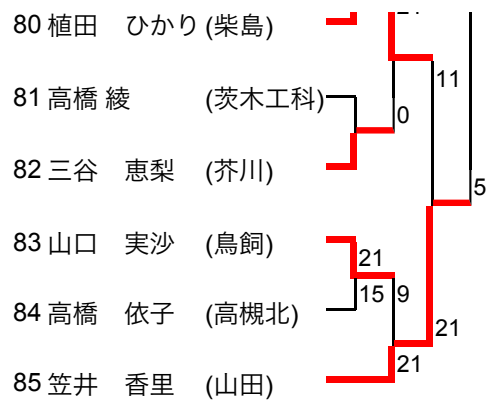 80 植田　ひかり (柴島)
11
81 高橋 綾 (茨木工科)
0
82 三谷　恵梨 (芥川)
5
83 山口　実沙 (鳥飼)
21
15 9
84 高橋　依子 (高槻北)
21
21
85 笠井　香里 (山田)